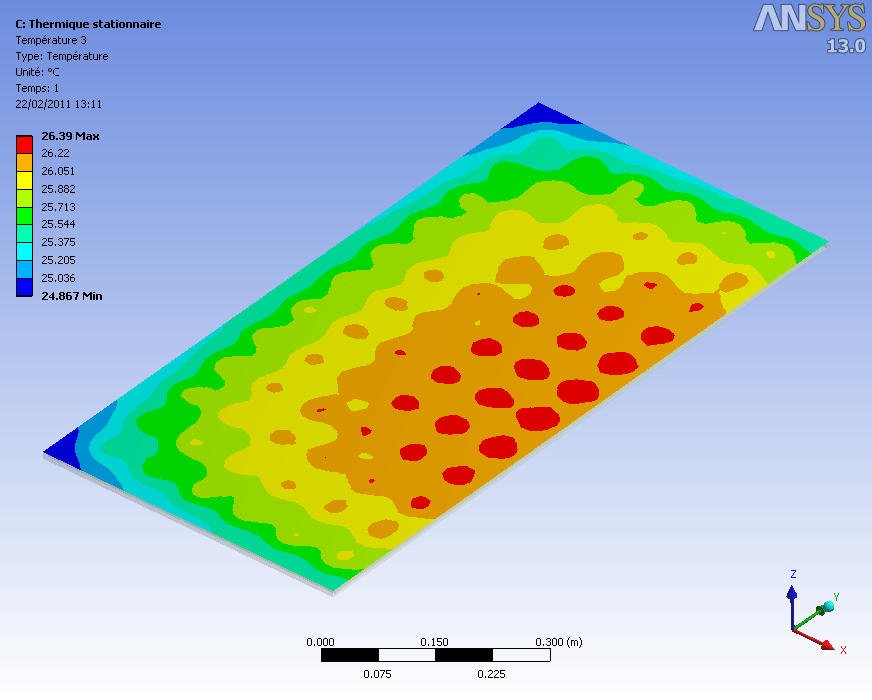 C: Thermique stationnaire
Température 3
Type: Température
Unité: °C
Temps: 1
22/02/2011 13:11
ANSYS
13.0
26.39 Max
26.22
26.051
25.882
25.713
25.544
25.375
25.205
25.036
24.867 Min
Z
Y
X
0.000 0.150 0.300 (m)
0.075 0.225